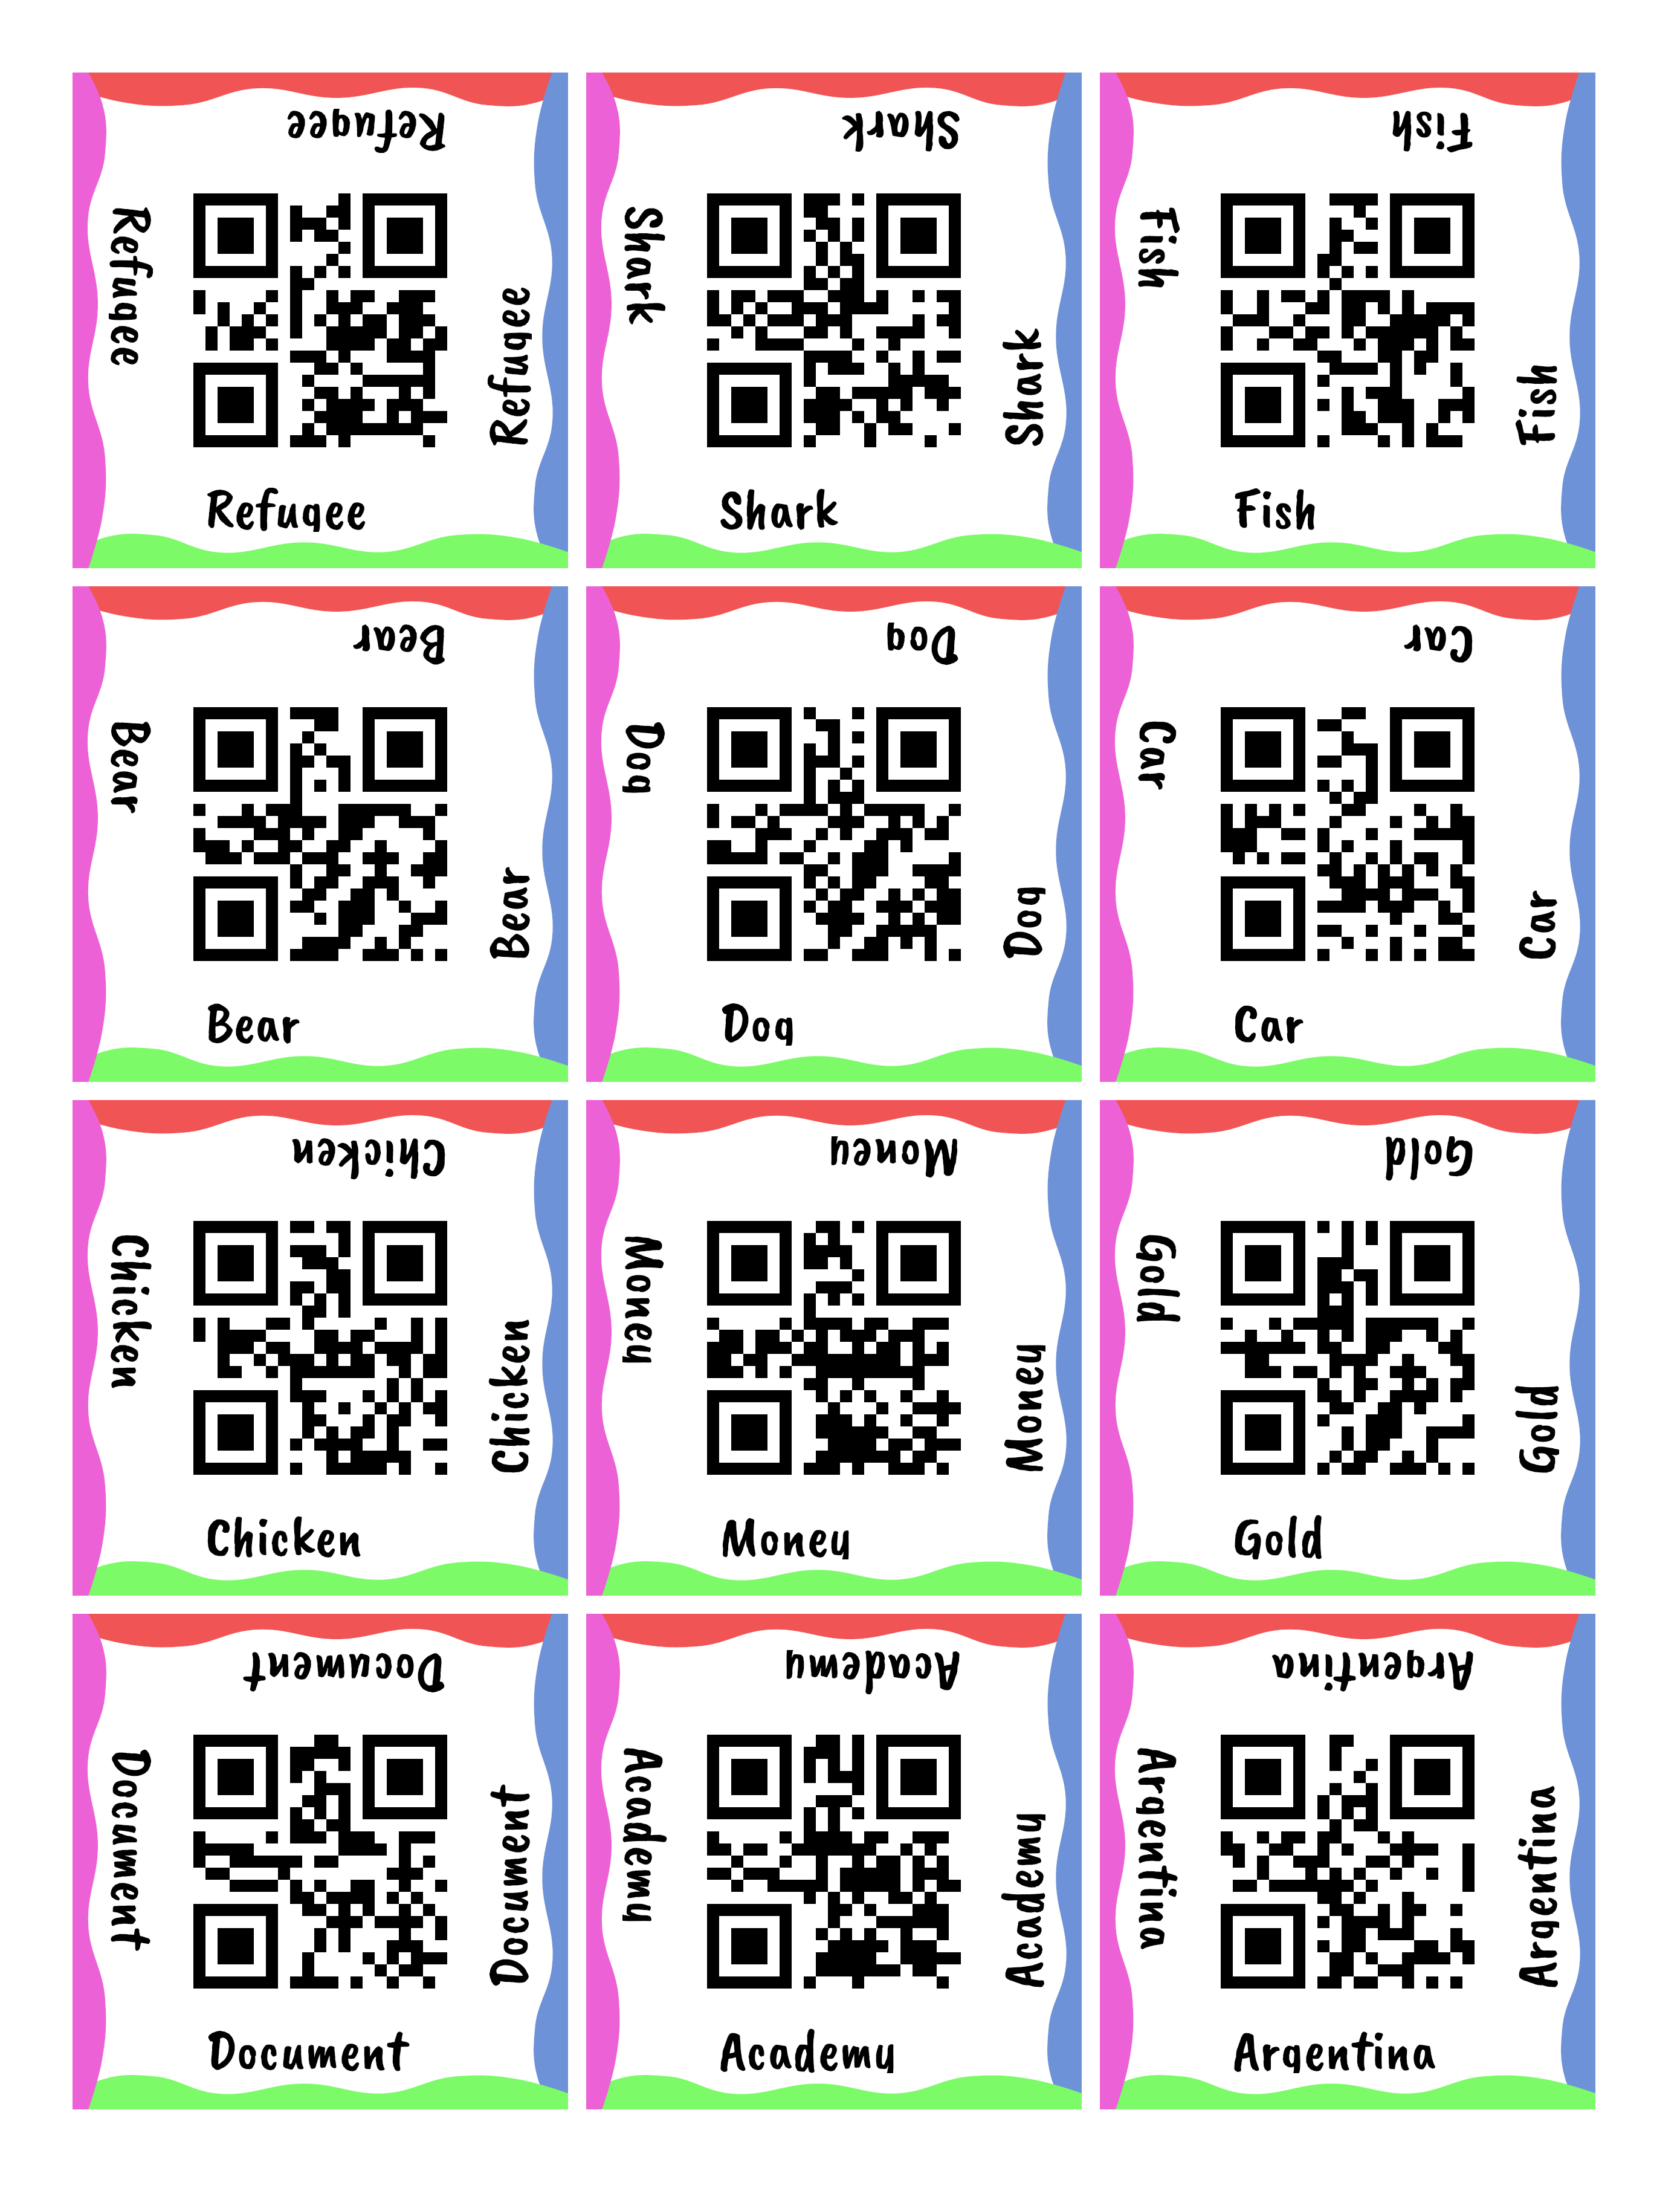 Refugee
Refugee
Refugee
Refugee
Shark
Shark
Shark
Shark
Fish
Fish
Fish
Fish
Bear
Bear
Bear
Bear
Dog
Dog
Dog
Dog
Car
Car
Car
Car
Chicken
Chicken
Chicken
Chicken
Money
Money
Money
Money
Gold
Gold
Gold
Gold
Document
Document
Document
Document
Academy
Academy
Academy
Academy
Argentina
Argentina
Argentina
Argentina